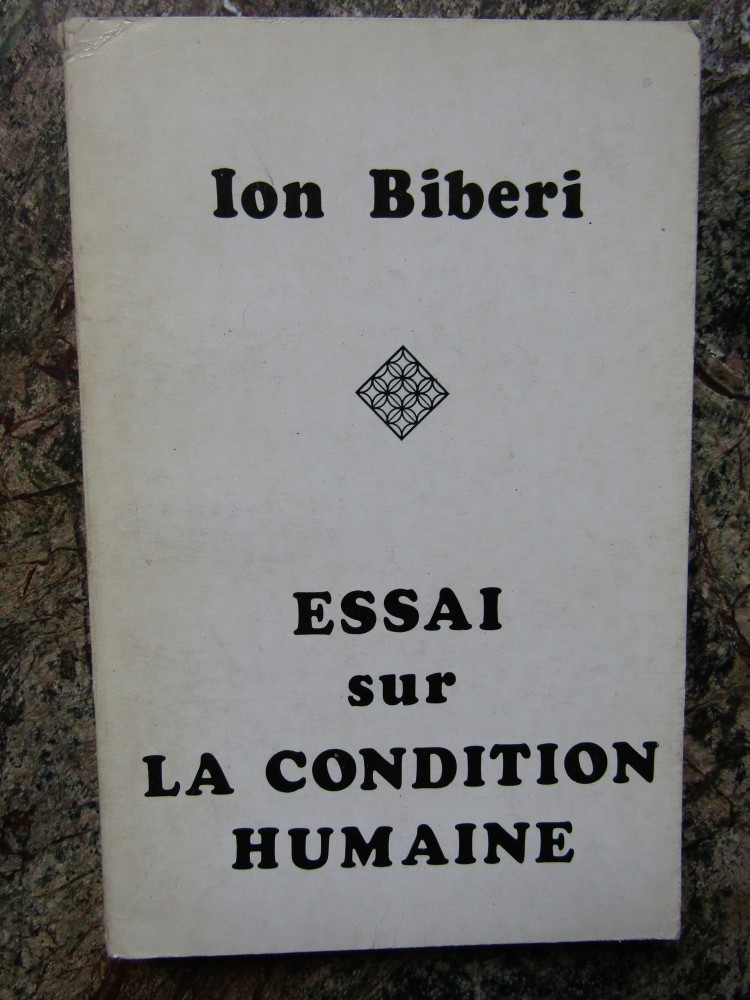 Ion Biberi
ESSAI
sur
LA CONDITION
HUMAINE